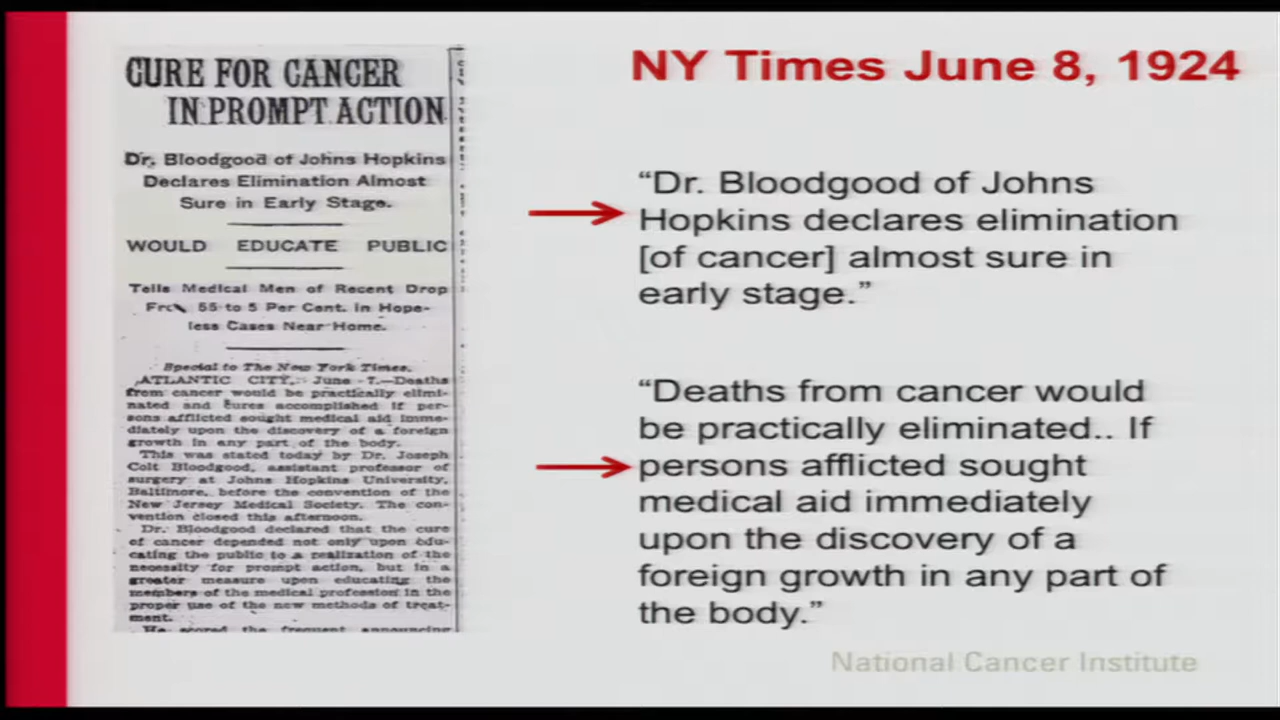 CURE FOR CANCER
IN PROMPT ACTION
Dr. Bloodgood of Johns Hopkins
Declares Elimination Almost
Sure in Early Stage.
WOULD EDUCATE PUBLIC
Tells Medical Men of Recent Drop
From 55 to 5 Per Cent. in Hope-
less Cases Near Home.
Special to The New York Times.
ATLANTIC CITY, June 7.—Deaths
from cancer would be practically elimi-
nated and cures accomplished if per-
sons afflicted sought medical aid imme-
diately upon the discovery of a foreign
growth in any part of the body.
This was stated today by Dr. Joseph
Colt Bloodgood, assistant professor of
surgery at Johns Hopkins University,
Baltimore, before the convention of the
New Jersey Medical Society. The con-
vention closed this afternoon.
Dr. Bloodgood declared that the cure
of cancer depended not only upon edu-
cating the public to a realization of the
necessity for prompt action, but in a
greater measure upon educating the
members of the medical profession in the
proper use of the new methods of treat-
ment.
He scored the frequent announcing
NY Times June 8, 1924
“Dr. Bloodgood of Johns
Hopkins declares elimination
[of cancer] almost sure in
early stage.”
“Deaths from cancer would
be practically eliminated.. If
persons afflicted sought
medical aid immediately
upon the discovery of a
foreign growth in any part of
the body.”
National Cancer Institute